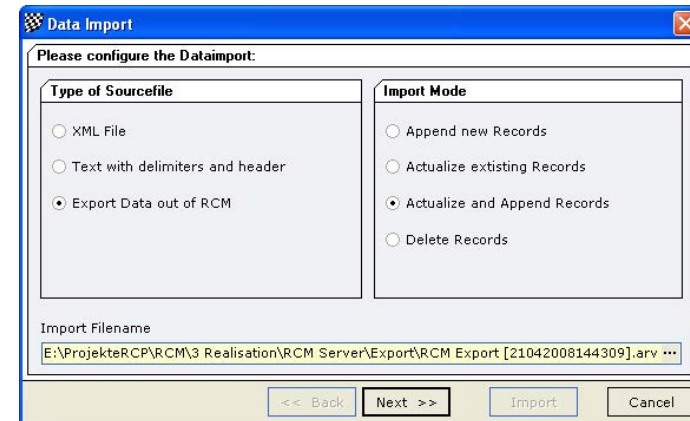 Data Import
Please configure the Dataimport:
Type of Sourcefile
XML File
Text with delimiters and header
Export Data out of RCM
Import Mode
Append new Records
Actualize extisting Records
Actualize and Append Records
Delete Records
Import Filename
E:\ProjekteRCP\RCM\3 Realisation\RCM Server\Export\RCM Export [21042008144309].arv ...
<< Back Next >> Import Cancel